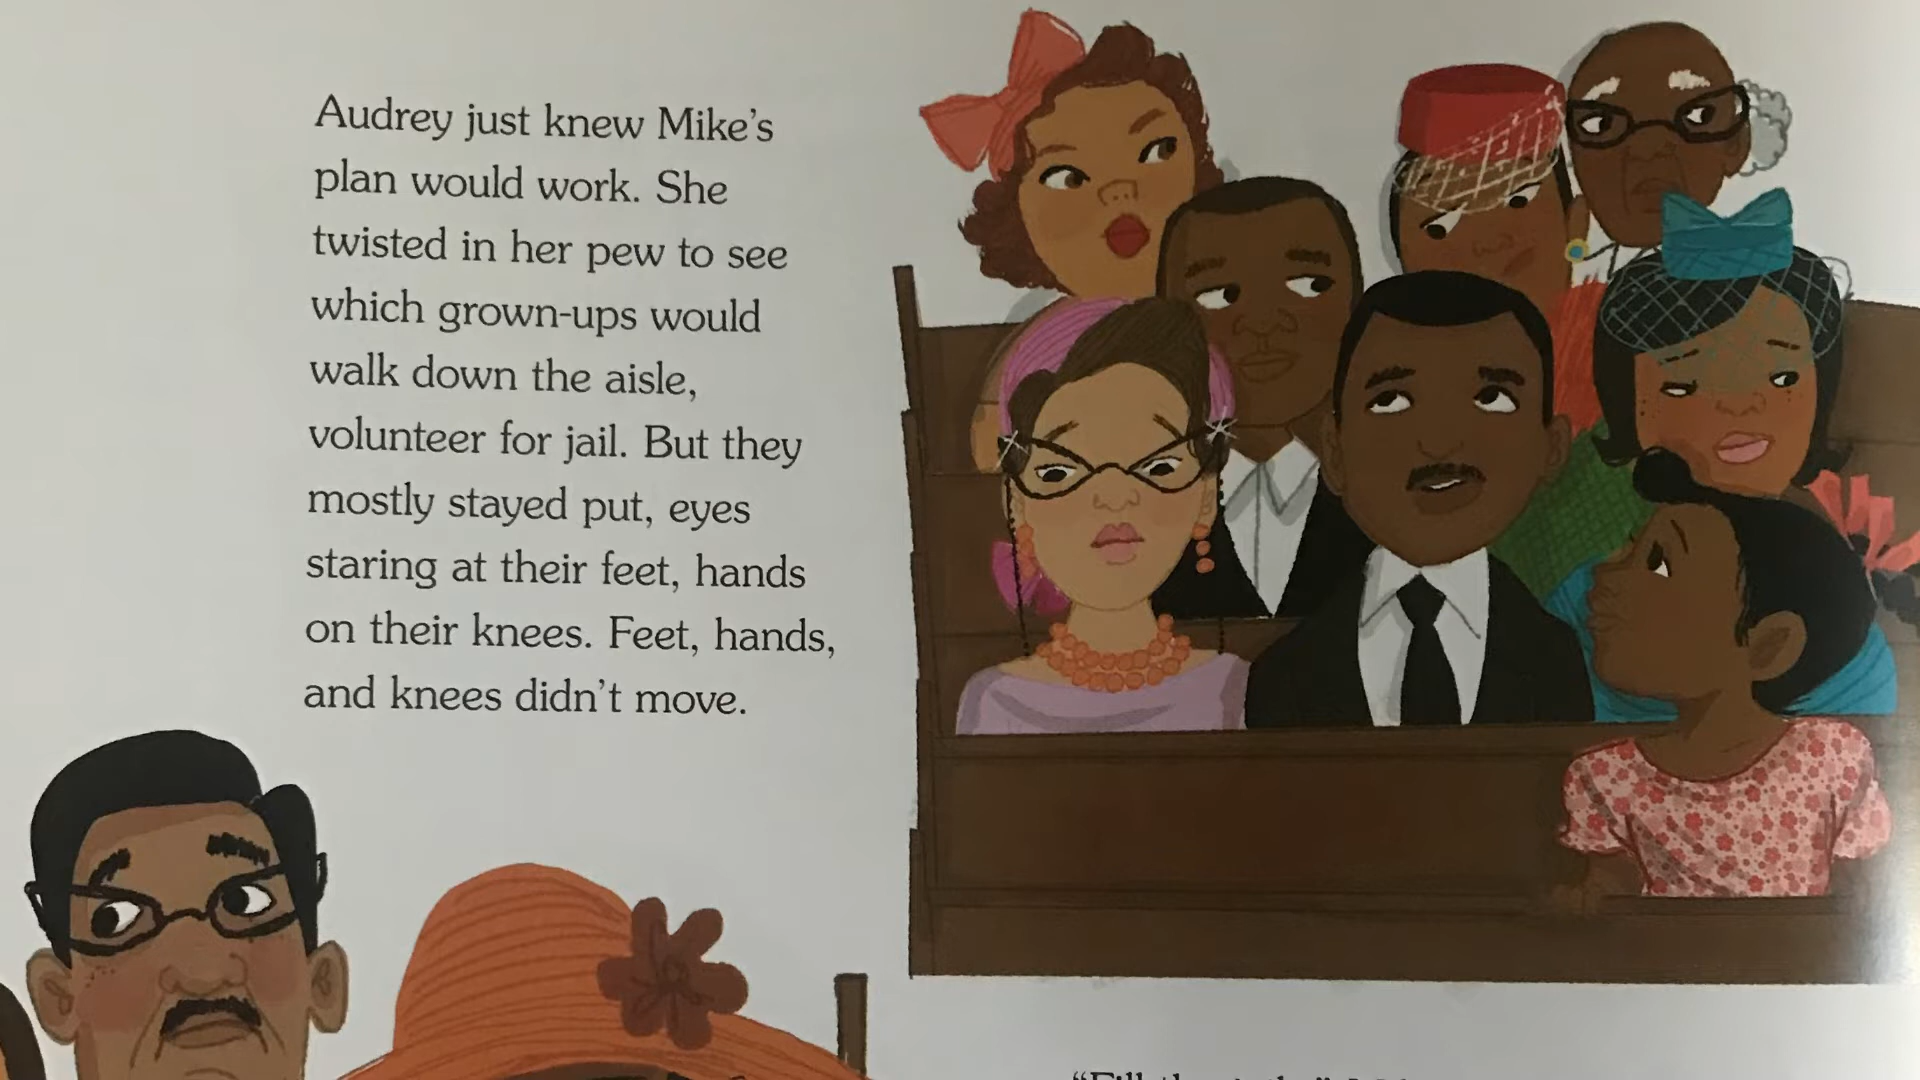 Audrey just knew Mike's
plan would work. She
twisted in her pew to see
which grown-ups would
walk down the aisle,
volunteer for jail. But they
mostly stayed put, eyes
staring at their feet, hands
on their knees. Feet, hands,
and knees didn't move.